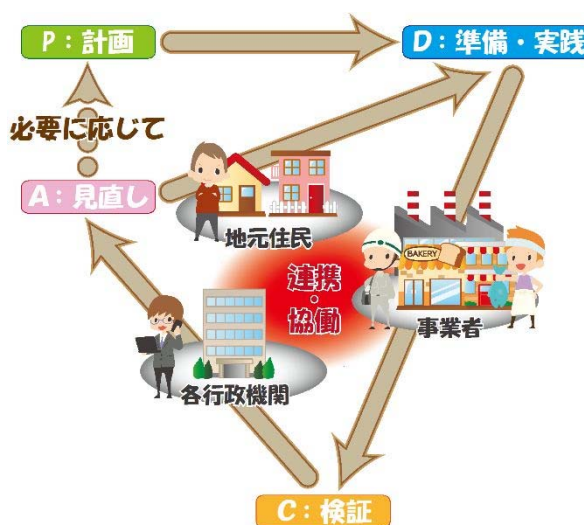 P：計画
D：準備・実践
必要に応じて
A：見直し
地元住民
BAKERY
連携
・
協働
事業者
各行政機関
C：検証